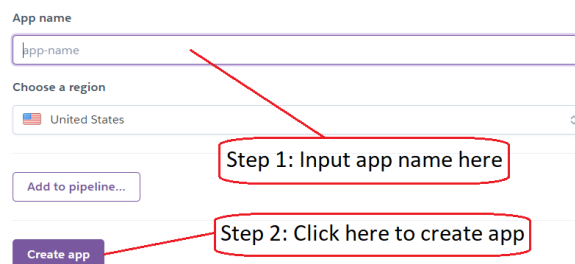 App name
app-name
Choose a region
United States
Step 1: Input app name here
Add to pipeline...
Step 2: Click here to create app
Create app